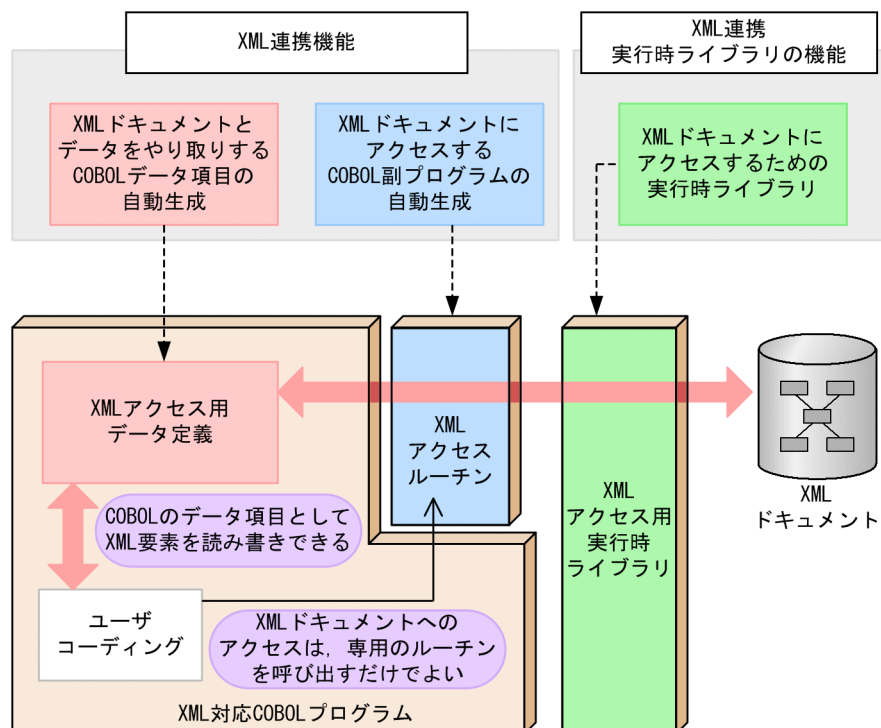 XML連携機能
XML連携
実行時ライブラリの機能
XMLドキュメントと
データをやり取りする
COBOLデータ項目の
自動生成
XMLドキュメントに
アクセスする
COBOL副プログラムの
自動生成
XMLドキュメントに
アクセスするための
実行時ライブラリ
XMLアクセス用
データ定義
XML
アクセス
ルーチン
XML
アクセス用
実行時
ライブラリ
XML
ドキュメント
COBOLのデータ項目として
XML要素を読み書きできる
ユーザ
コーディング
XMLドキュメントへの
アクセスは，専用のルーチン
を呼び出すだけでよい
XML対応COBOLプログラム